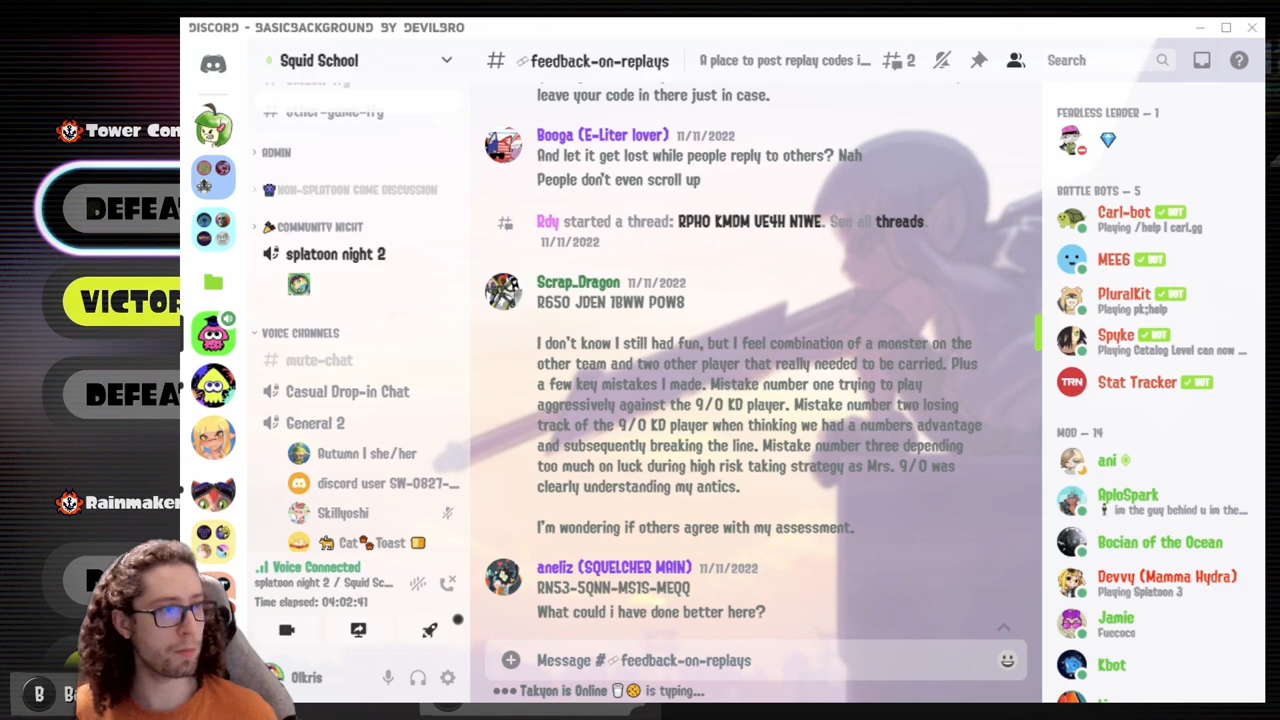 DISCORD - BASICBACKGROUND BY DEVILBRO
Squid School
feedback-on-replays
A place to post replay codes i...
2
Search
other-game-lfg
ADMIN
NON-SPLATOON GAME DISCUSSION
COMMUNITY NIGHT
splatoon night 2
VOICE CHANNELS
mute-chat
Casual Drop-in Chat
General 2
Autumn | she/her
discord user SW-0827-...
Skillyoshi
Cat Toast
Voice Connected
splatoon night 2 / Squid Sc...
Time elapsed: 04:02:41
Olkris
leave your code in there just in case.
Booga (E-Liter lover) 11/11/2022
And let it get lost while people reply to others? Nah
People don't even scroll up
Rdy started a thread: RPH0 KMDM UE4H N1WE. See all threads.
11/11/2022
Scrap_Dragon 11/11/2022
R650 JDEN 1BWW P0W8
I don't know I still had fun, but I feel combination of a monster on the
other team and two other player that really needed to be carried. Plus
a few key mistakes I made. Mistake number one trying to play
aggressively against the 9/0 KD player. Mistake number two losing
track of the 9/0 KD player when thinking we had a numbers advantage
and subsequently breaking the line. Mistake number three depending
too much on luck during high risk taking strategy as Mrs. 9/0 was
clearly understanding my antics.
I'm wondering if others agree with my assessment.
aneliz (SQUELCHER MAIN) 11/11/2022
RN53-5QNN-MS1S-MEQQ
What could i have done better here?
Message # feedback-on-replays
Takyon is Online is typing...
FEARLESS LEADER — 1
BATTLE BOTS — 5
Carl-bot BOT
Playing /help | carl.gg
MEE6 BOT
PluralKit BOT
Playing pk;help
Spyke BOT
Playing Catalog Level can now ...
TRN
Stat Tracker BOT
MOD — 14
ani
AploSpark
im the guy behind u im the...
Bocian of the Ocean
Devvy (Mamma Hydra)
Playing Splatoon 3
Jamie
Fuecoco
Kbot
Tower Con
DEFEA
VICTOR
DEFEA
Rainmaker
B